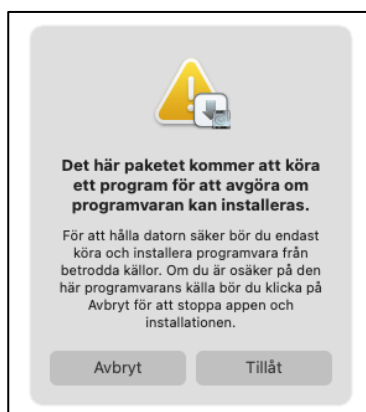 Det här paketet kommer att köra
ett program för att avgöra om
programvaran kan installeras.
För att hålla datorn säker bör du endast
köra och installera programvara från
betrodda källor. Om du är osäker på den
här programvarans källa bör du klicka på
Avbryt för att stoppa appen och
installationen.
Avbryt
Tillåt